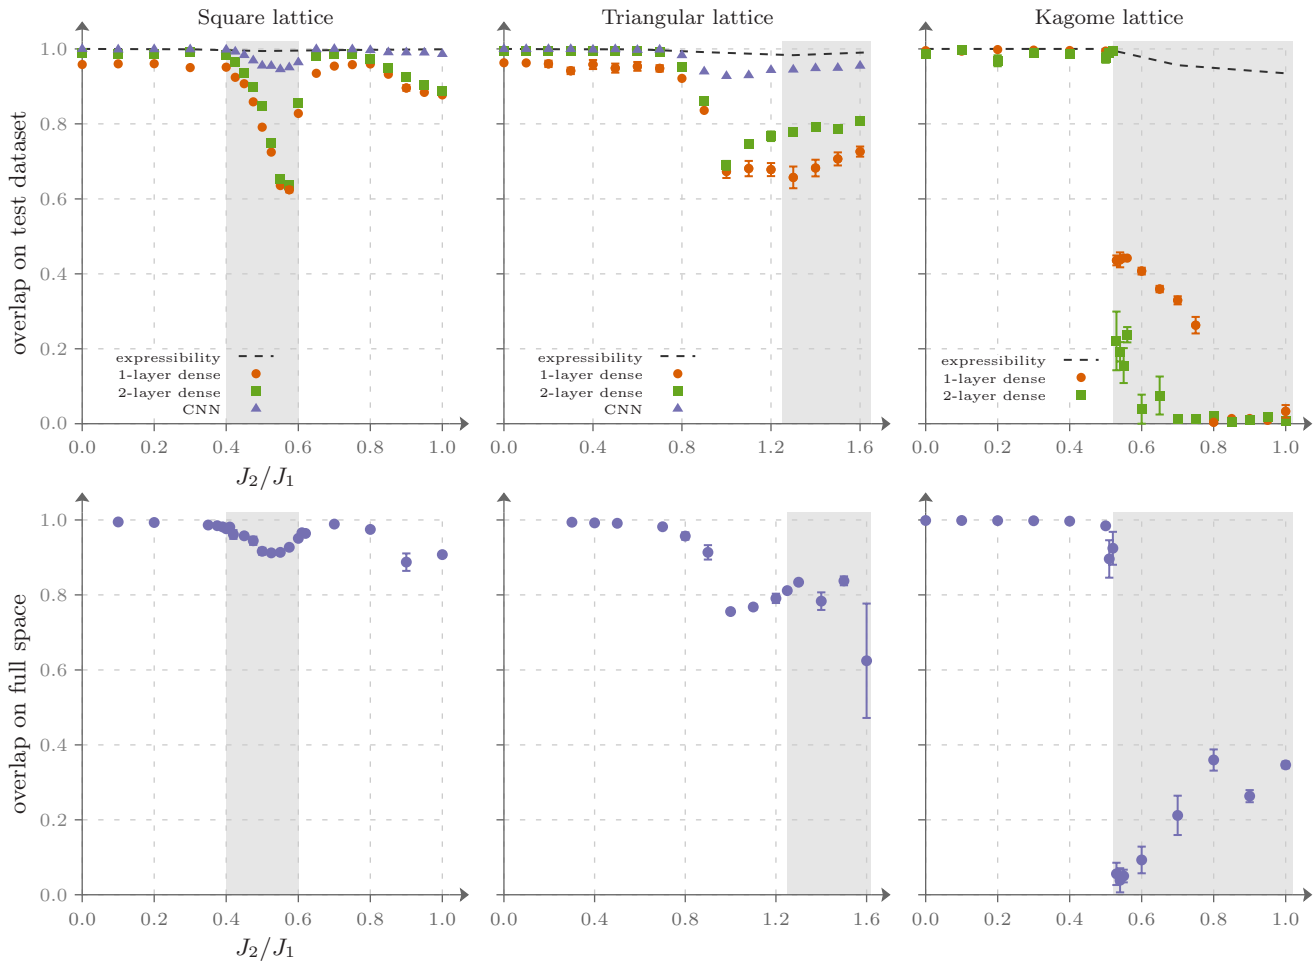 Square lattice
Triangular lattice
Kagome lattice
overlap on test dataset
1.0
0.8
0.6
0.4
0.2
0.0
expressibility
1-layer dense
2-layer dense
CNN
expressibility
1-layer dense
2-layer dense
CNN
expressibility
1-layer dense
2-layer dense
0.0 0.2 0.4 0.6 0.8 1.0
0.0 0.4 0.8 1.2 1.6
0.0 0.2 0.4 0.6 0.8 1.0
J₂/J₁
overlap on full space
1.0
0.8
0.6
0.4
0.2
0.0
0.0 0.2 0.4 0.6 0.8 1.0
0.0 0.4 0.8 1.2 1.6
0.0 0.2 0.4 0.6 0.8 1.0
J₂/J₁